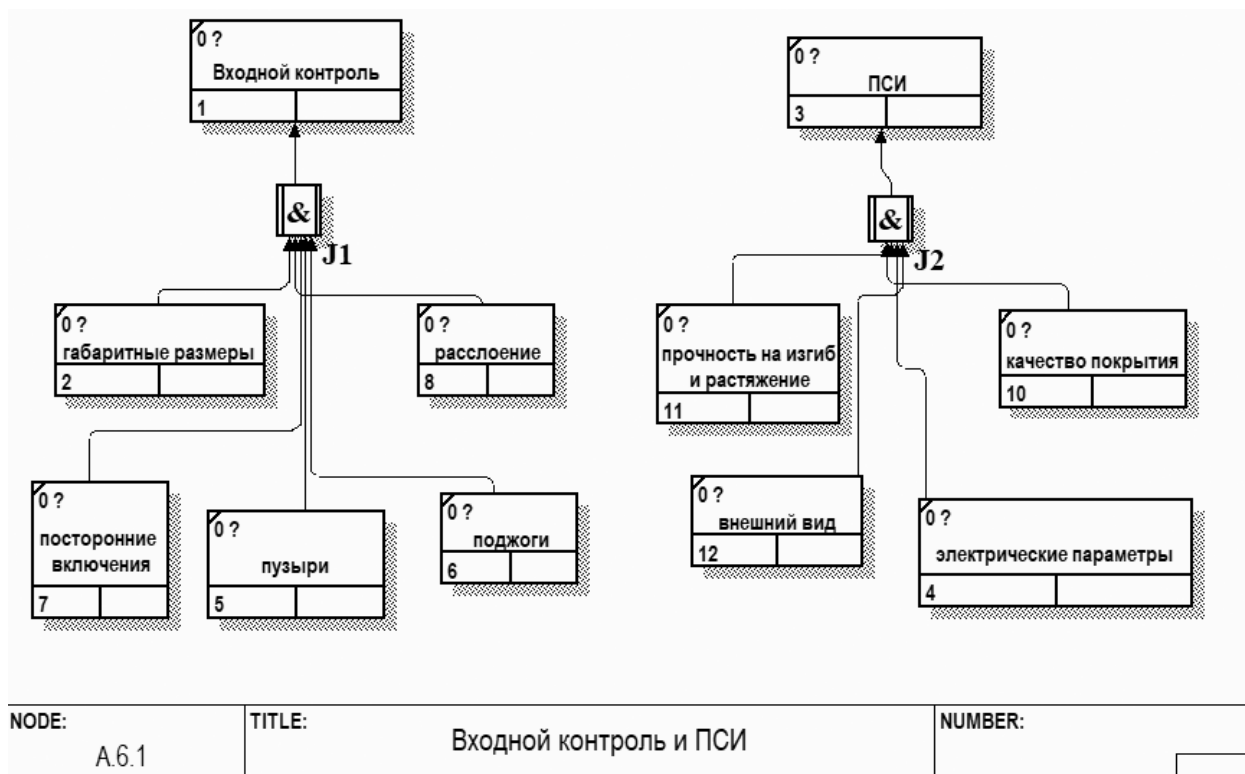 0 ?
Входной контроль
1
0 ?
ПСИ
3
&
J1
&
J2
0 ?
габаритные размеры
2
0 ?
расслоение
8
0 ?
прочность на изгиб
и растяжение
11
0 ?
качество покрытия
10
0 ?
посторонние
включения
7
0 ?
пузыри
5
0 ?
поджоги
6
0 ?
внешний вид
12
0 ?
электрические параметры
4
NODE:
A.6.1
TITLE:
Входной контроль и ПСИ
NUMBER: